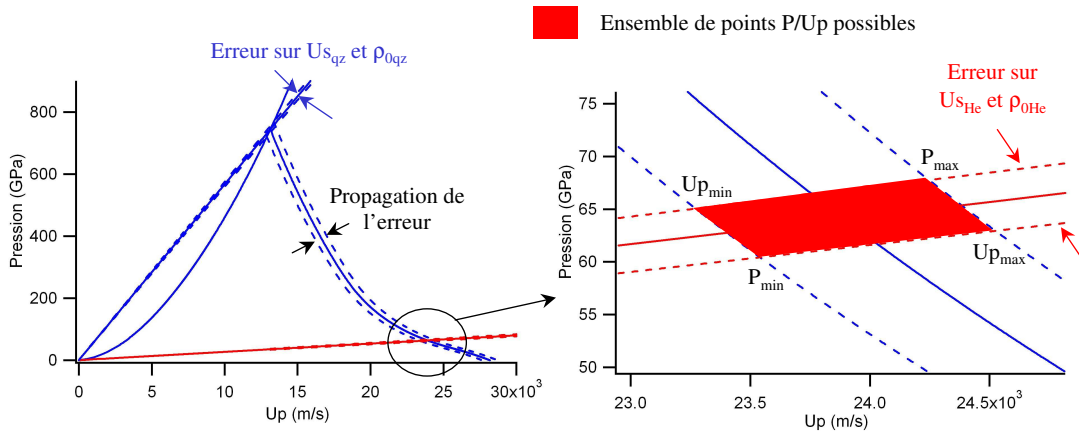 Ensemble de points P/Up possibles
Erreur sur Us_qz et ρ_0qz
800
600
400
200
0
Pression (GPa)
Propagation de
l'erreur
0
5
10
15
20
25
30x10³
Up (m/s)
Erreur sur
Us_He et ρ_0He
75
70
65
60
55
50
Pression (GPa)
Up_min
P_max
P_min
Up_max
23.0
23.5
24.0
24.5x10³
Up (m/s)